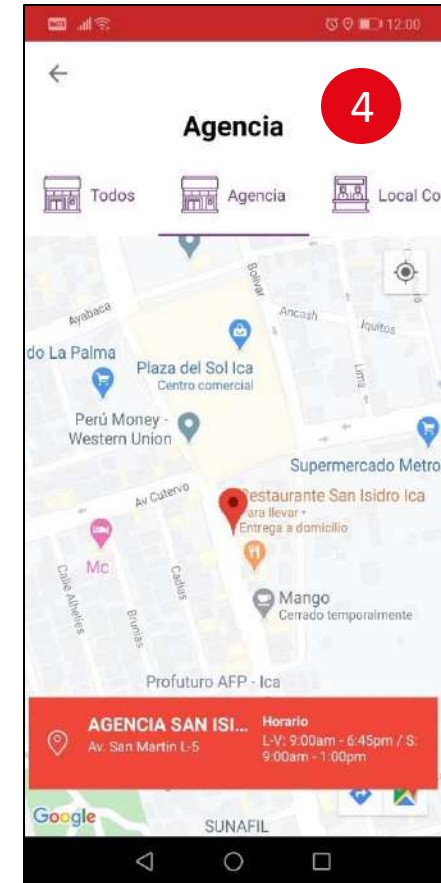 12:00
4
Agencia
Todos
Agencia
Local Co
Bolivar
Ayabaca
Ancash
Iquitos
do La Palma
Plaza del Sol Ica
Centro comercial
Lima
Perú Money -
Western Union
Supermercado Metro
Av Cutervo
Restaurante San Isidro Ica
Para llevar •
Entrega a domicilio
Mc
Calle Alhelies
Brunias
Cadius
Mango
Cerrado temporalmente
Profuturo AFP - Ica
AGENCIA SAN ISI...
Av. San Martin L-5
Horario
L-V: 9:00am - 6:45pm / S:
9:00am - 1:00pm
Google
SUNAFIL